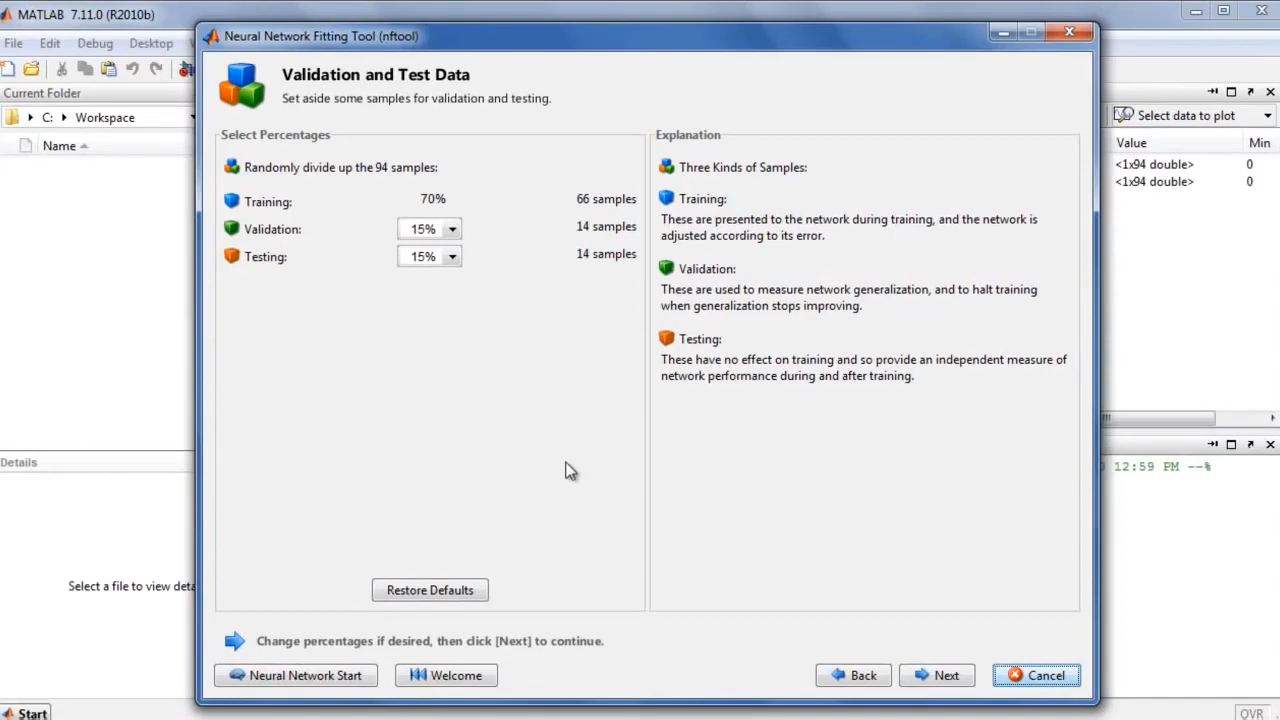 MATLAB 7.11.0 (R2010b)
File Edit Debug Desktop
Current Folder
C: Workspace
Name
Details
Select a file to view deta
Start
Neural Network Fitting Tool (nftool)
Validation and Test Data
Set aside some samples for validation and testing.
Select Percentages
Randomly divide up the 94 samples:
Training: 70% 66 samples
Validation: 15% 14 samples
Testing: 15% 14 samples
Restore Defaults
Explanation
Three Kinds of Samples:
Training:
These are presented to the network during training, and the network is
adjusted according to its error.
Validation:
These are used to measure network generalization, and to halt training
when generalization stops improving.
Testing:
These have no effect on training and so provide an independent measure of
network performance during and after training.
Change percentages if desired, then click [Next] to continue.
Neural Network Start Welcome Back Next Cancel
Select data to plot
Value Min
<1x94 double> 0
<1x94 double> 0
12:59 PM --%
OVR